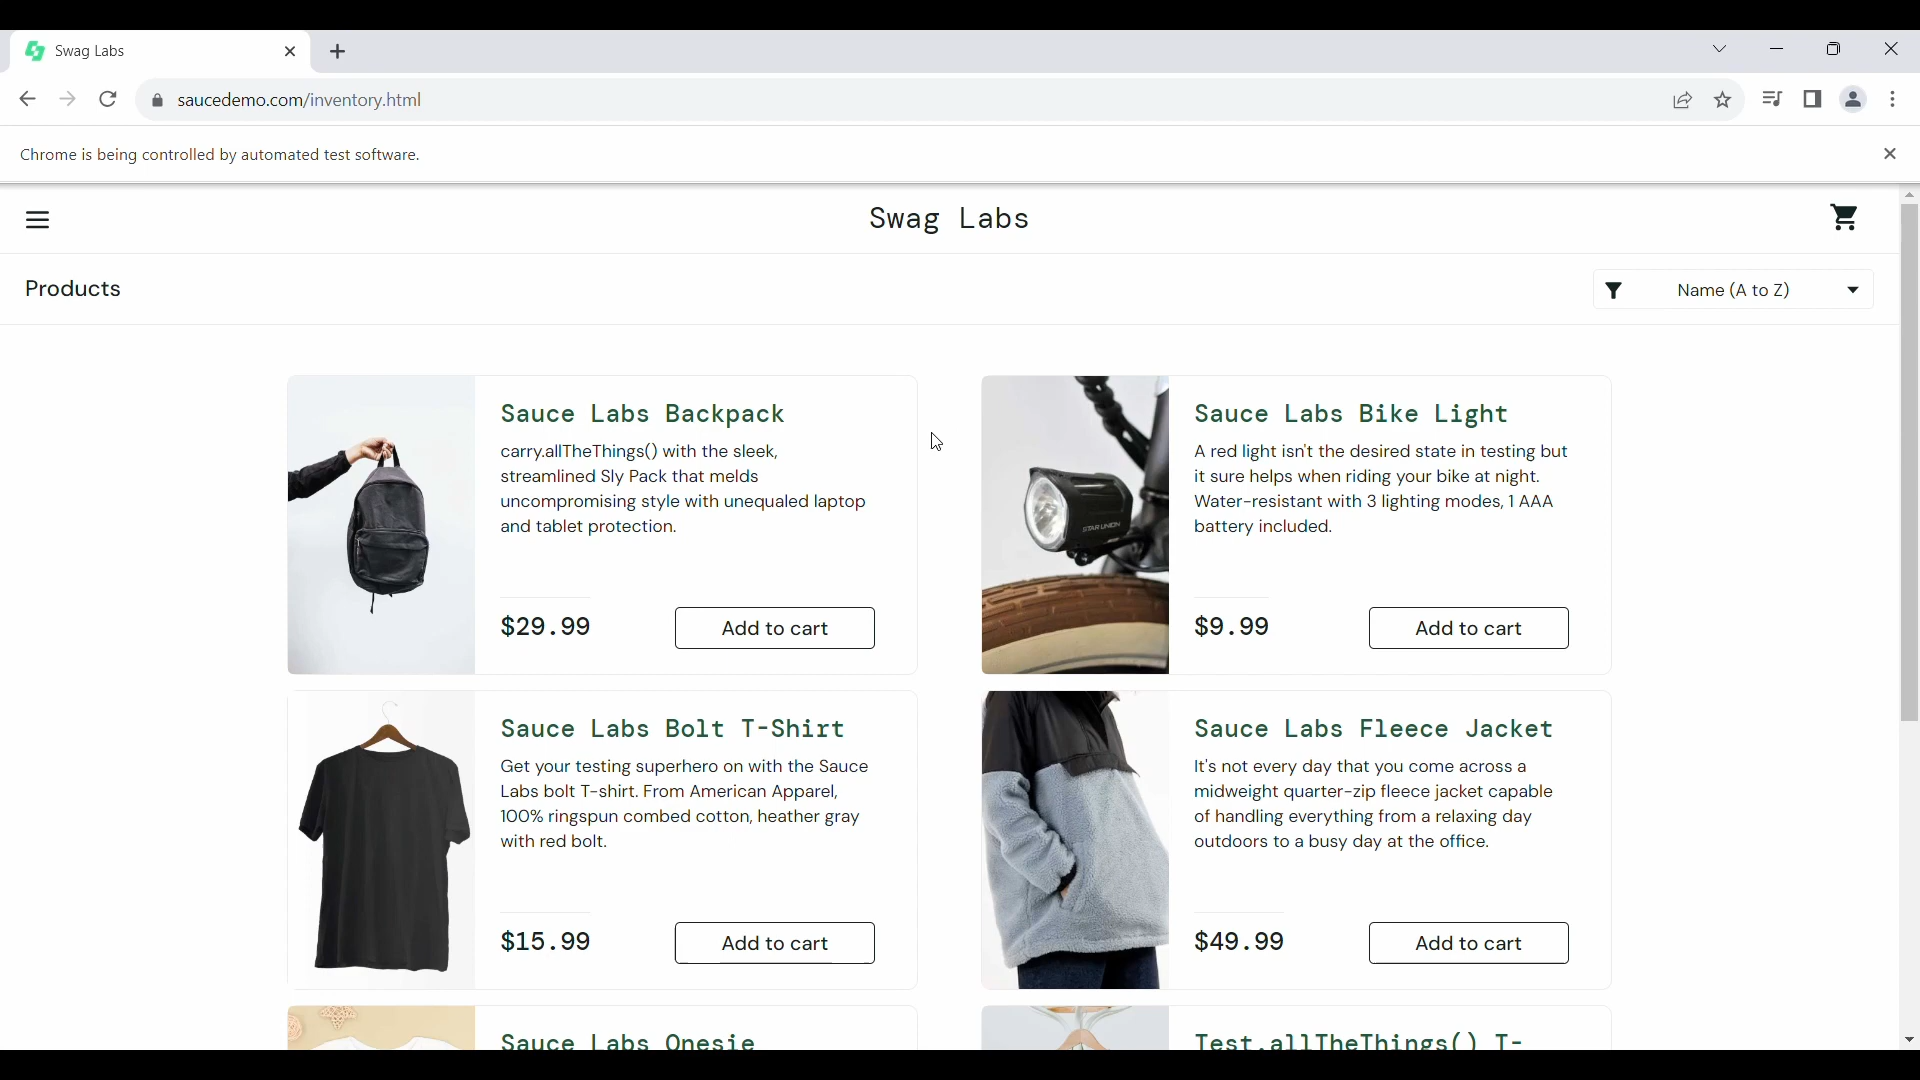 Swag Labs
saucedemo.com/inventory.html
Chrome is being controlled by automated test software.
Swag Labs
Products
Name (A to Z)
Sauce Labs Backpack
carry.allTheThings() with the sleek,
streamlined Sly Pack that melds
uncompromising style with unequaled laptop
and tablet protection.
$29.99
Add to cart
Sauce Labs Bike Light
A red light isn't the desired state in testing but
it sure helps when riding your bike at night.
Water-resistant with 3 lighting modes, 1 AAA
battery included.
STAR UNION
$9.99
Add to cart
Sauce Labs Bolt T-Shirt
Get your testing superhero on with the Sauce
Labs bolt T-shirt. From American Apparel,
100% ringspun combed cotton, heather gray
with red bolt.
$15.99
Add to cart
Sauce Labs Fleece Jacket
It's not every day that you come across a
midweight quarter-zip fleece jacket capable
of handling everything from a relaxing day
outdoors to a busy day at the office.
$49.99
Add to cart
Sauce Labs Onesie
Test.allTheThings() T-